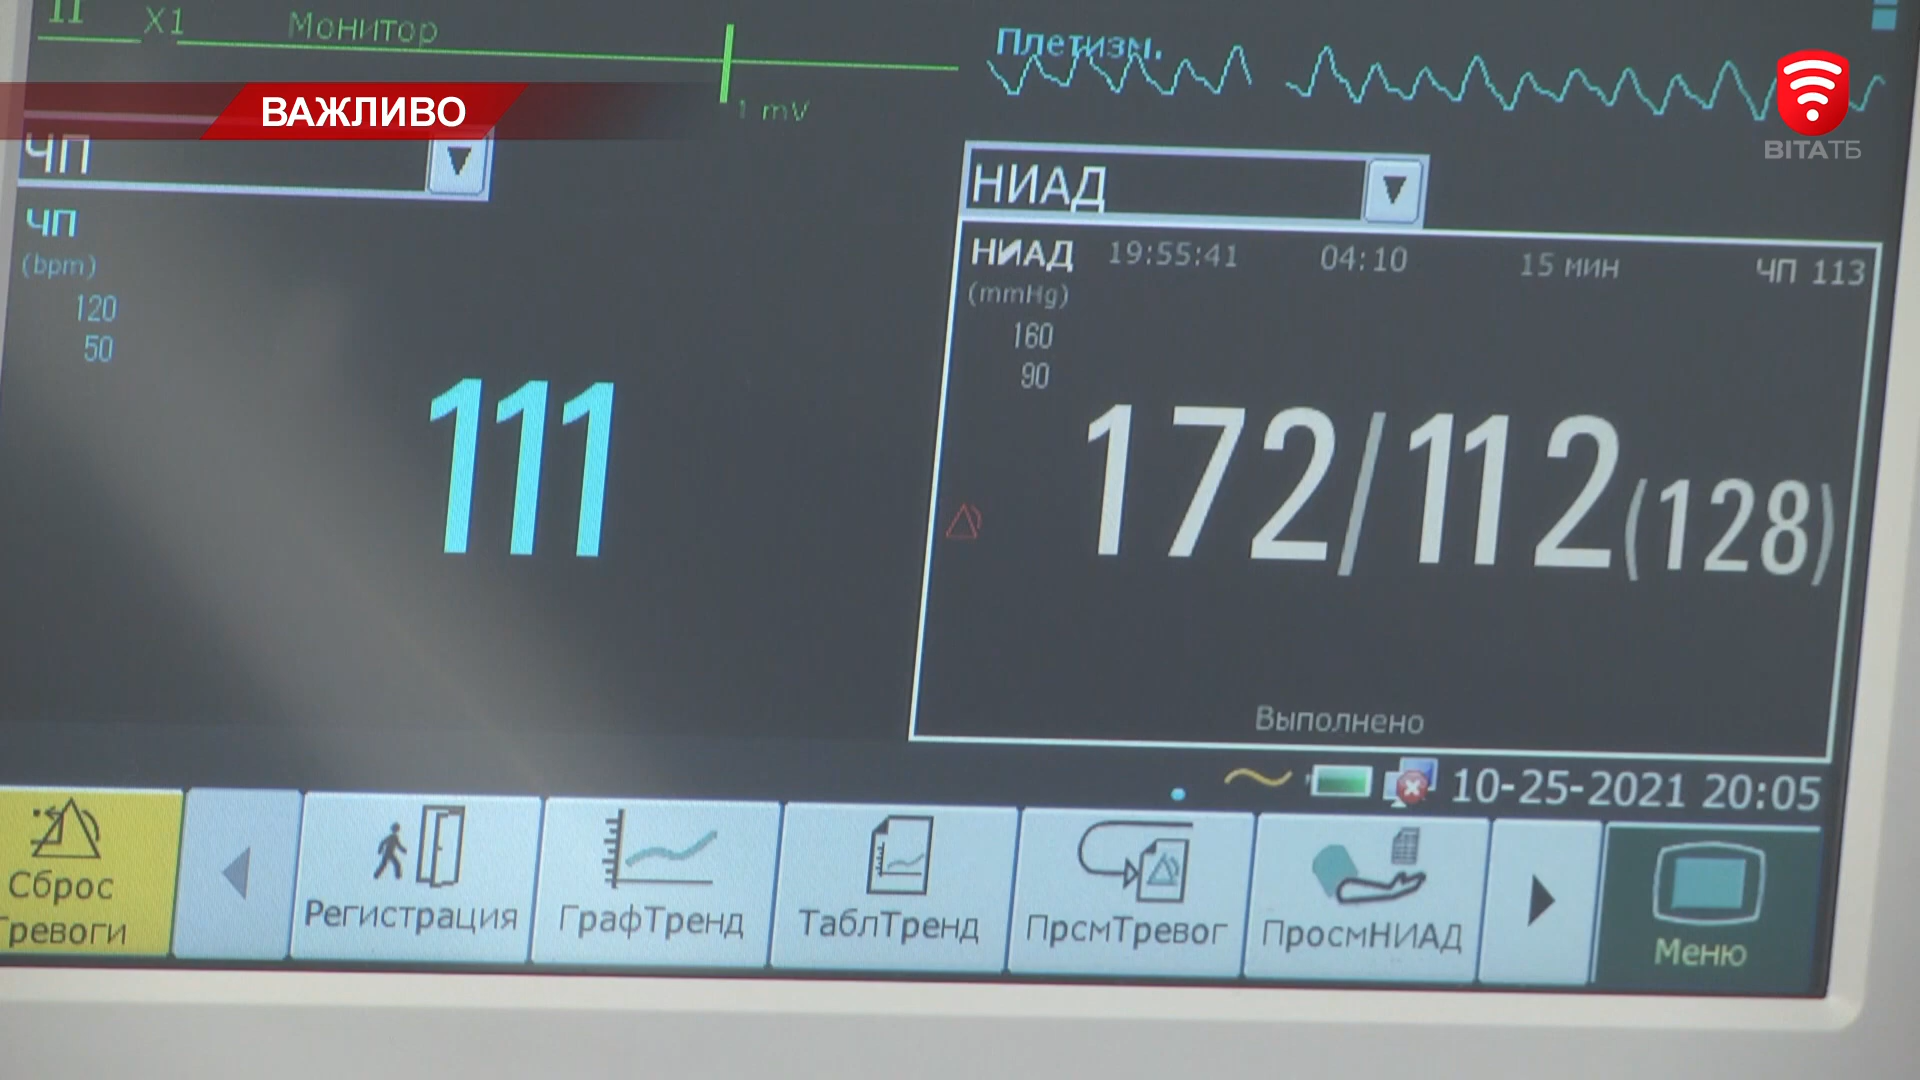 II X1 Монитор
Плетизм.
1 mV
ВАЖЛИВО
ВІТАТБ
ЧП
НИАД
ЧП
(bpm)
120
50
111
НИАД 19:55:41 04:10 15 мин ЧП 113
(mmHg)
160
90
172/112(128)
Выполнено
10-25-2021 20:05
Сброс
Тревоги
Регистрация
ГрафТренд
ТаблТренд
ПрсмТревог
ПросмНИАД
Меню